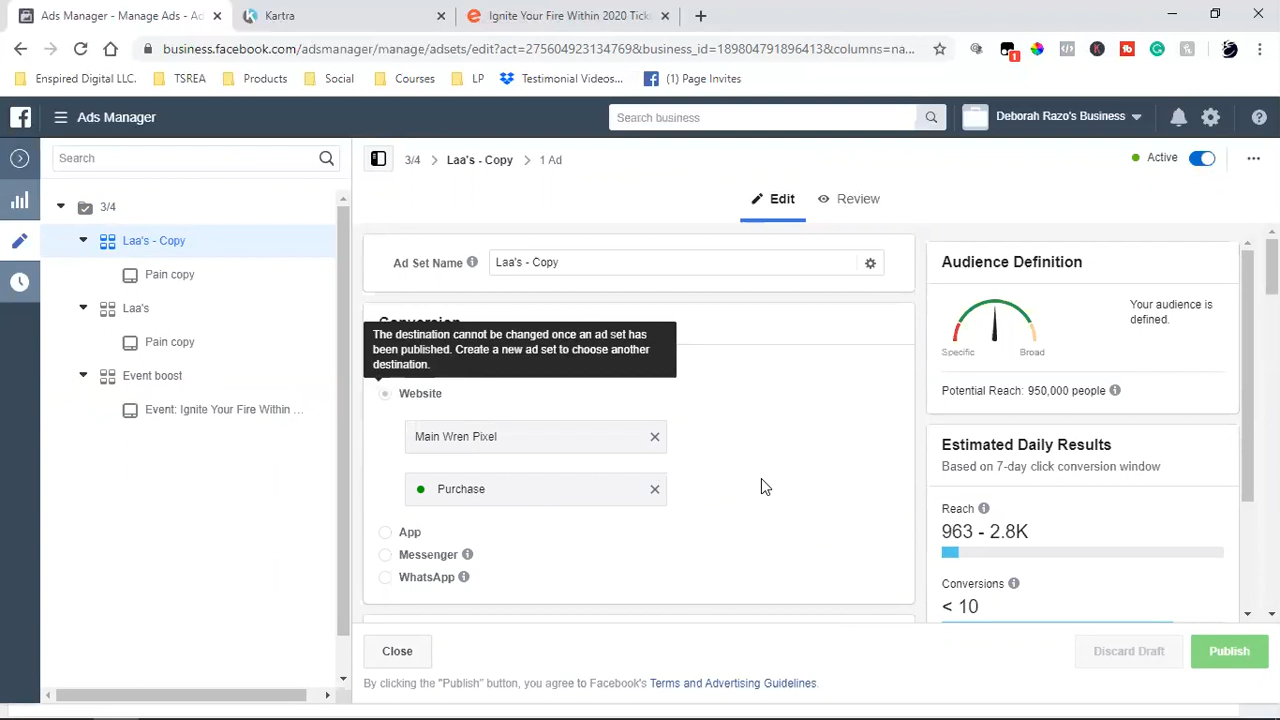 Ads Manager - Manage Ads - Ad
Kartra
Ignite Your Fire Within 2020 Tick
business.facebook.com/adsmanager/manage/adsets/edit?act=275604923134769&business_id=189804791896413&columns=na...
Enspired Digital LLC.
TSREA
Products
Social
Courses
LP
Testimonial Videos...
(1) Page Invites
1
Ads Manager
Search business
Deborah Razo's Business
Search
3/4
Laa's - Copy
Pain copy
Laa's
Pain copy
Event boost
Event: Ignite Your Fire Within ...
3/4 > Laa's - Copy > 1 Ad
Active
Edit
Review
Ad Set Name
Laa's - Copy
Conversion
The destination cannot be changed once an ad set has
been published. Create a new ad set to choose another
destination.
Website
Main Wren Pixel
Purchase
App
Messenger
WhatsApp
Audience Definition
Specific
Broad
Your audience is
defined.
Potential Reach: 950,000 people
Estimated Daily Results
Based on 7-day click conversion window
Reach
963 - 2.8K
Conversions
< 10
Close
Discard Draft
Publish
By clicking the "Publish" button, you agree to Facebook's Terms and Advertising Guidelines.